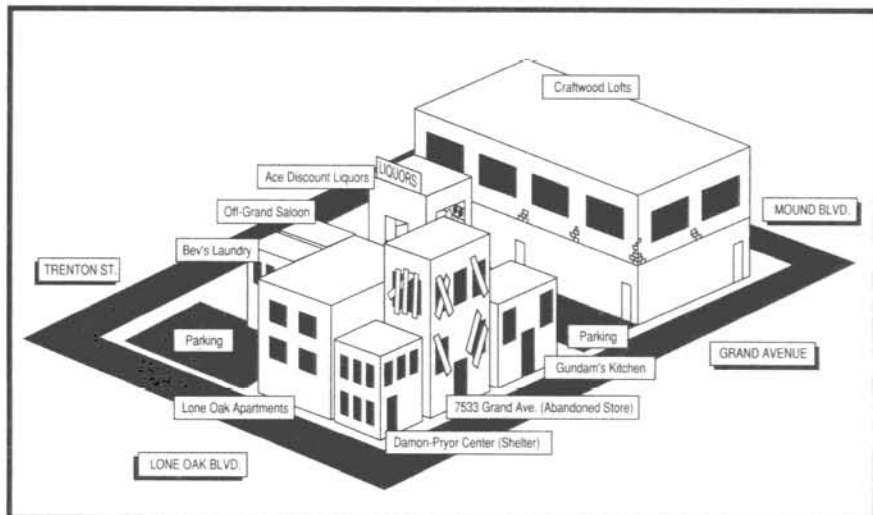 Craftwood Lofts
LIQUORS
Ace Discount Liquors
Off-Grand Saloon
MOUND BLVD.
Bev's Laundry
TRENTON ST.
Parking
Parking
GRAND AVENUE
Gundam's Kitchen
Lone Oak Apartments
7533 Grand Ave. (Abandoned Store)
Damon-Pryor Center (Shelter)
LONE OAK BLVD.